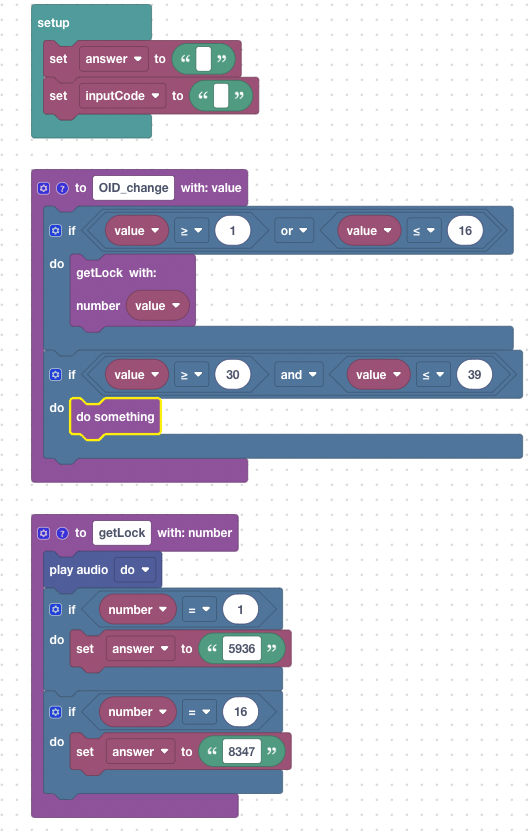 setup
set answer to “ ”
set inputCode to “ ”
? to OID_change with: value
if value ≥ 1 or value ≤ 16
do
getLock with:
number value
if value ≥ 30 and value ≤ 39
do do something
? to getLock with: number
play audio do
if number = 1
do set answer to “ 5936 ”
if number = 16
do set answer to “ 8347 ”